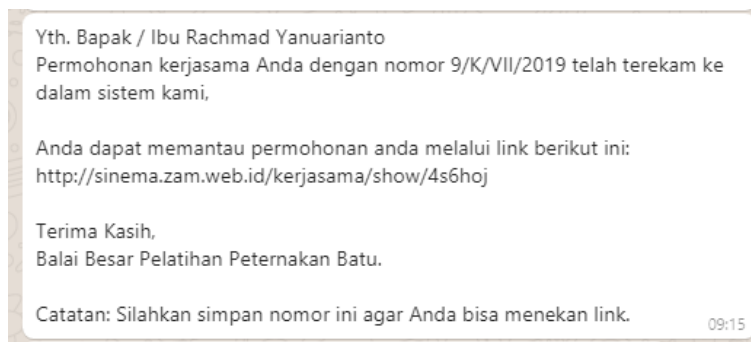 Yth. Bapak / Ibu Rachmad Yanuarianto
Permohonan kerjasama Anda dengan nomor 9/K/VII/2019 telah terekam ke
dalam sistem kami,
Anda dapat memantau permohonan anda melalui link berikut ini:
http://sinema.zam.web.id/kerjasama/show/4s6hoj
Terima Kasih,
Balai Besar Pelatihan Peternakan Batu.
Catatan: Silahkan simpan nomor ini agar Anda bisa menekan link.
09:15